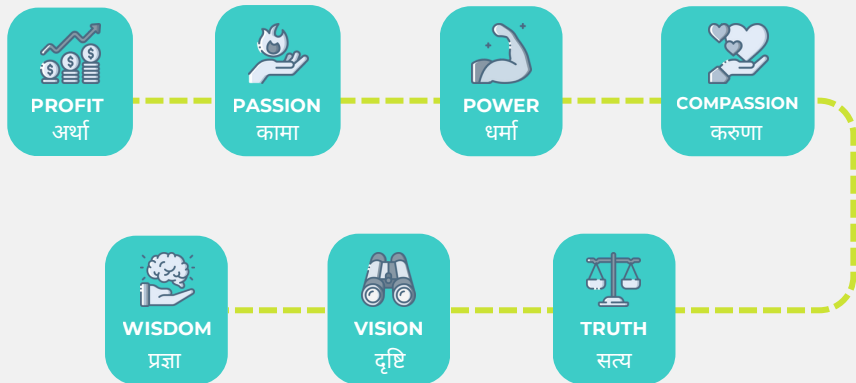 PROFIT
अर्था
PASSION
कामा
POWER
धर्मा
COMPASSION
करुणा
TRUTH
सत्य
VISION
दृष्टि
WISDOM
प्रज्ञा